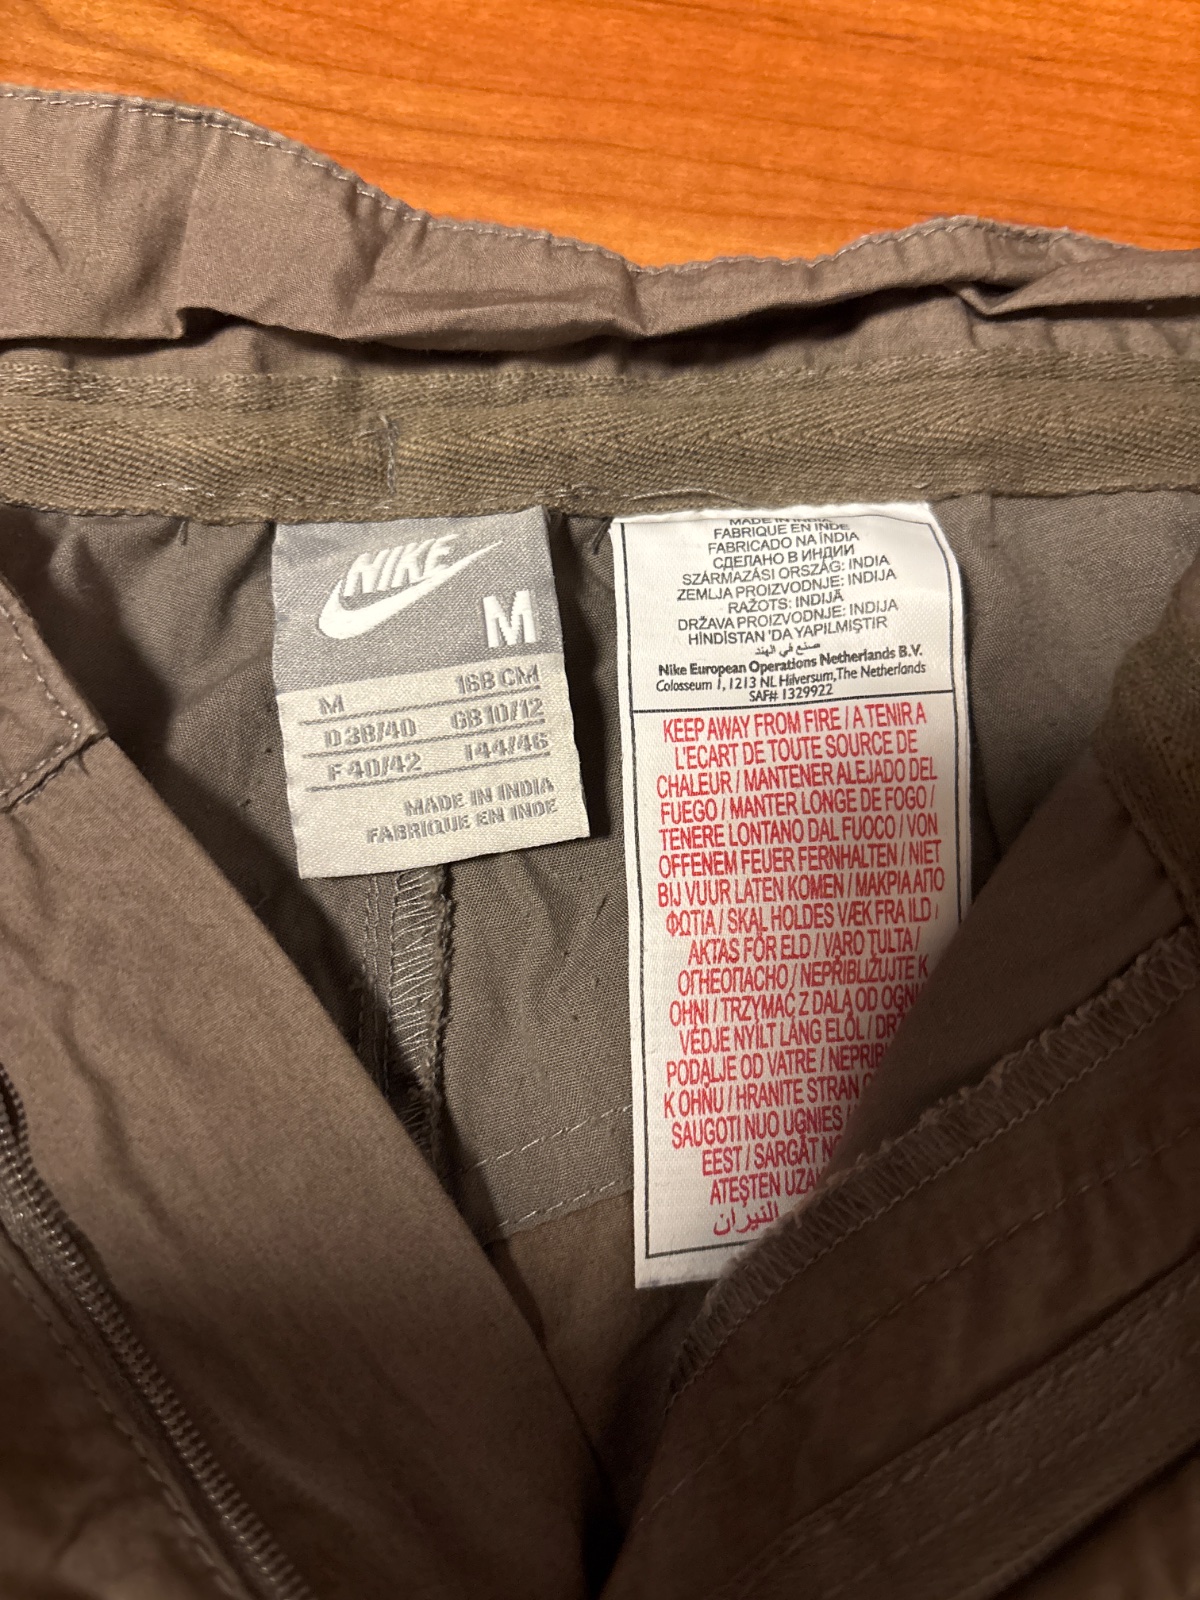 NIKE
M
M 168 CM
D 38/40 GB 10/12
F 40/42 I 44/46
MADE IN INDIA
FABRIQUE EN INDE
MADE IN INDIA
FABRIQUE EN INDE
FABRICADO NA ÍNDIA
СДЕЛАНО В ИНДИИ
SZÁRMAZÁSI ORSZÁG: INDIA
ZEMLJA PROIZVODNJE: INDIJA
RAŽOTS: INDIJĀ
DRŽAVA PROIZVODNJE: INDIJA
HİNDİSTAN 'DA YAPILMIŞTIR
صنع في الهند
Nike European Operations Netherlands B.V.
Colosseum 1, 1213 NL Hilversum, The Netherlands
SAF# 1329922
KEEP AWAY FROM FIRE / A TENIR A
L'ECART DE TOUTE SOURCE DE
CHALEUR / MANTENER ALEJADO DEL
FUEGO / MANTER LONGE DE FOGO /
TENERE LONTANO DAL FUOCO / VON
OFFENEM FEUER FERNHALTEN / NIET
BIJ VUUR LATEN KOMEN / ΜΑΚΡΙΑ ΑΠΟ
ΦΩΤΙΑ / SKAL HOLDES VÆK FRA ILD /
AKTAS FÖR ELD / VARO TULTA /
ОГНЕОПАСНО / NEPŘIBLIŽUJTE K
OHNI / TRZYMAĆ Z DALA OD OGNI
VÉDJE NYÍLT LÁNG ELŐL / DRŽ
PODALJE OD VATRE / NEPRIB
K OHŇU / HRANITE STRAN O
SAUGOTI NUO UGNIES /
EEST / SARGĀT N
ATEŞTEN UZA
النيران